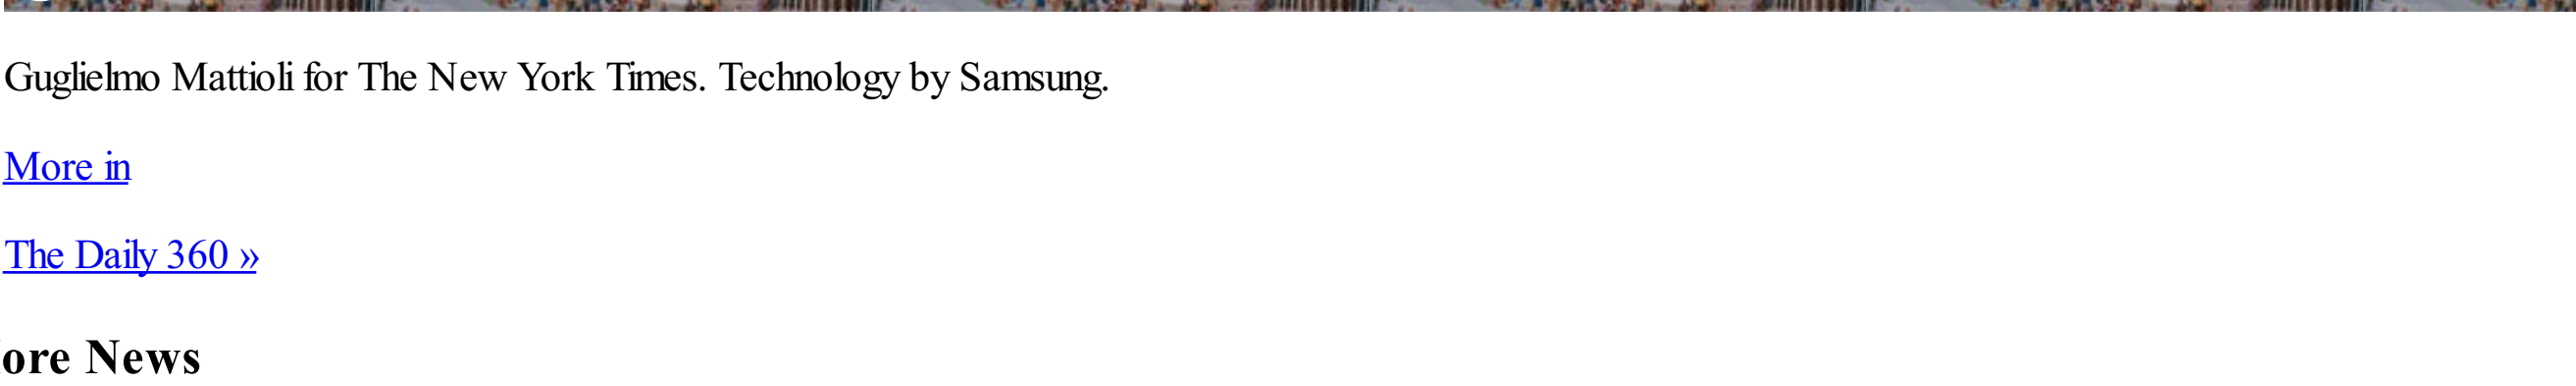 Guglielmo Mattioli for The New York Times. Technology by Samsung.
More in
The Daily 360 »
ore News